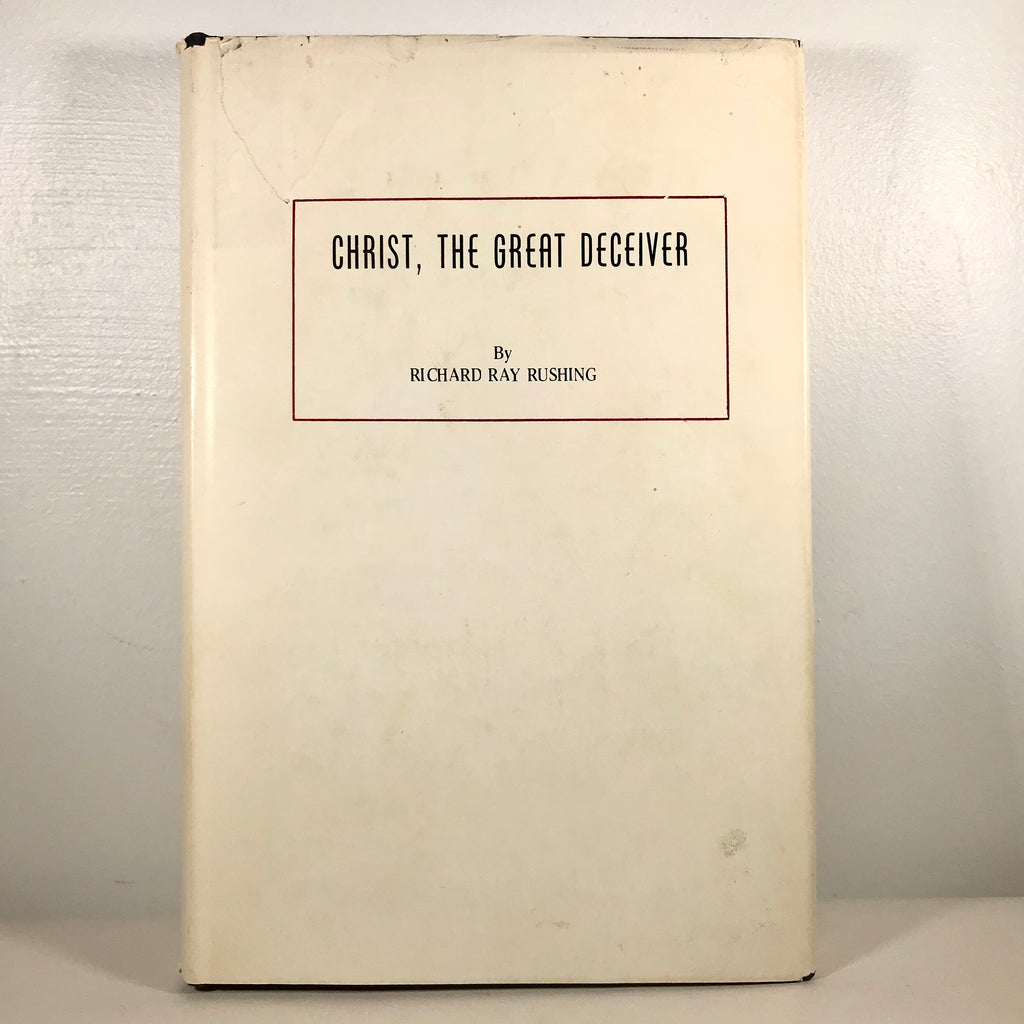 CHRIST, THE GREAT DECEIVER
By
RICHARD RAY RUSHING